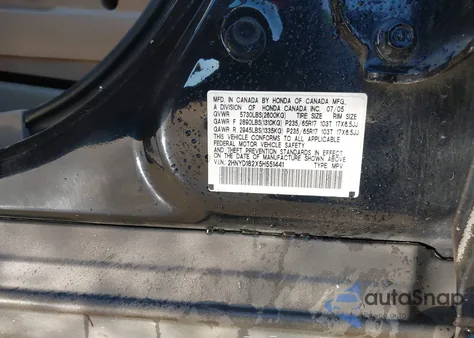 MFD. IN CANADA BY HONDA OF CANADA MFG.,
A DIVISION OF HONDA CANADA INC. 07/05
GVWR 5730LBS(2600KG) TIRE SIZE RIM SIZE
GAWR F 2890LBS(1310KG) P235/65R17 103T 17X6.5JJ
GAWR R 2945LBS(1335KG) P235/65R17 103T 17X6.5JJ
THIS VEHICLE CONFORMS TO ALL APPLICABLE
FEDERAL MOTOR VEHICLE SAFETY
AND THEFT PREVENTION STANDARDS IN EFFECT
ON THE DATE OF MANUFACTURE SHOWN ABOVE
V.I.N. 2HNYD182X5H551441 TYPE: MPV
autoSnap